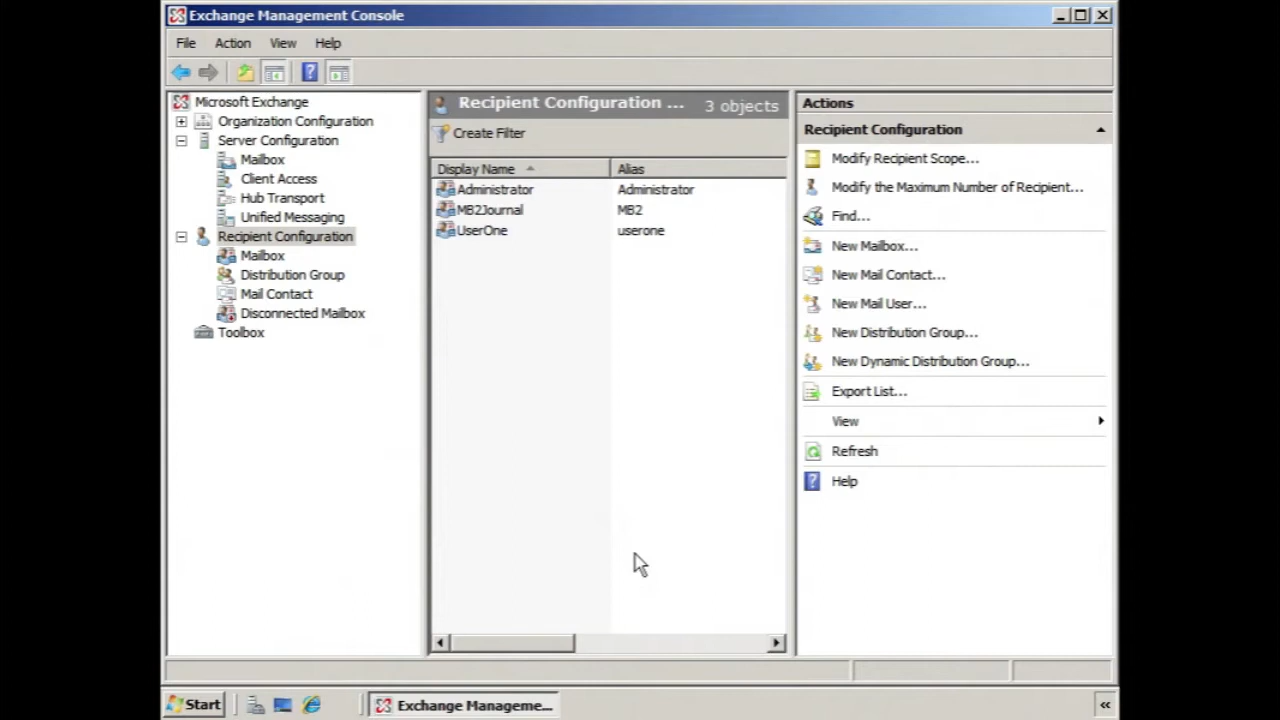 Exchange Management Console
File Action View Help
Microsoft Exchange
Organization Configuration
Server Configuration
Mailbox
Client Access
Hub Transport
Unified Messaging
Recipient Configuration
Mailbox
Distribution Group
Mail Contact
Disconnected Mailbox
Toolbox
Recipient Configuration ... 3 objects
Create Filter
Display Name Alias
Administrator Administrator
MB2Journal MB2
UserOne userone
Actions
Recipient Configuration
Modify Recipient Scope...
Modify the Maximum Number of Recipient...
Find...
New Mailbox...
New Mail Contact...
New Mail User...
New Distribution Group...
New Dynamic Distribution Group...
Export List...
View
Refresh
Help
Start Exchange Manageme...